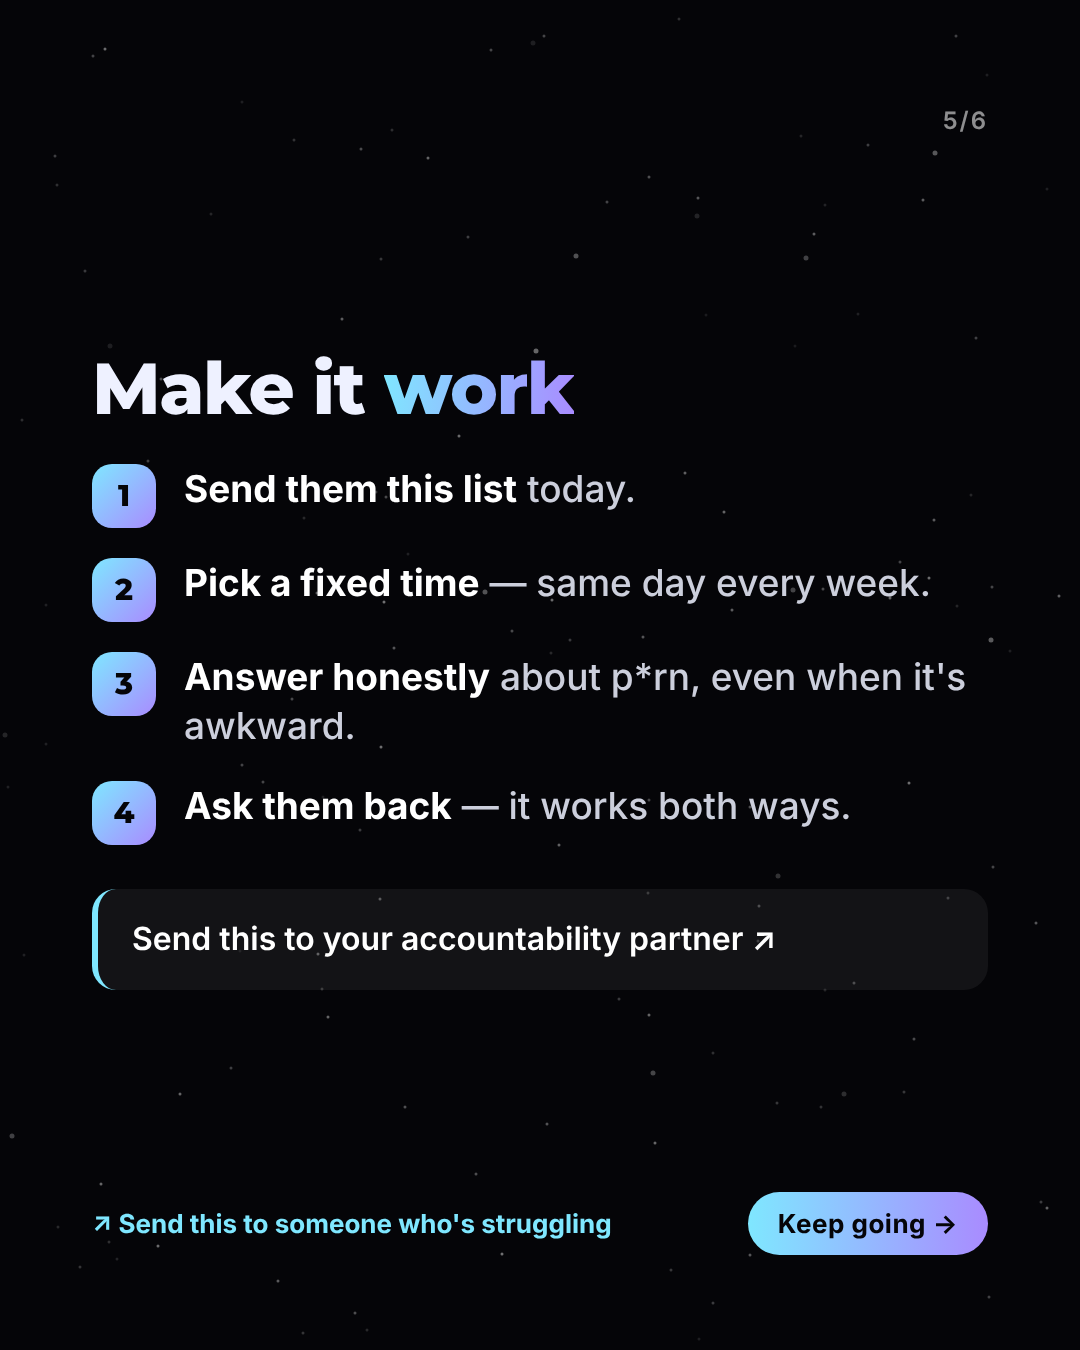 5/6
Make it work
1 Send them this list today.
2 Pick a fixed time — same day every week.
3 Answer honestly about p*rn, even when it's
awkward.
4 Ask them back — it works both ways.
Send this to your accountability partner ↗
↗ Send this to someone who's struggling
Keep going →